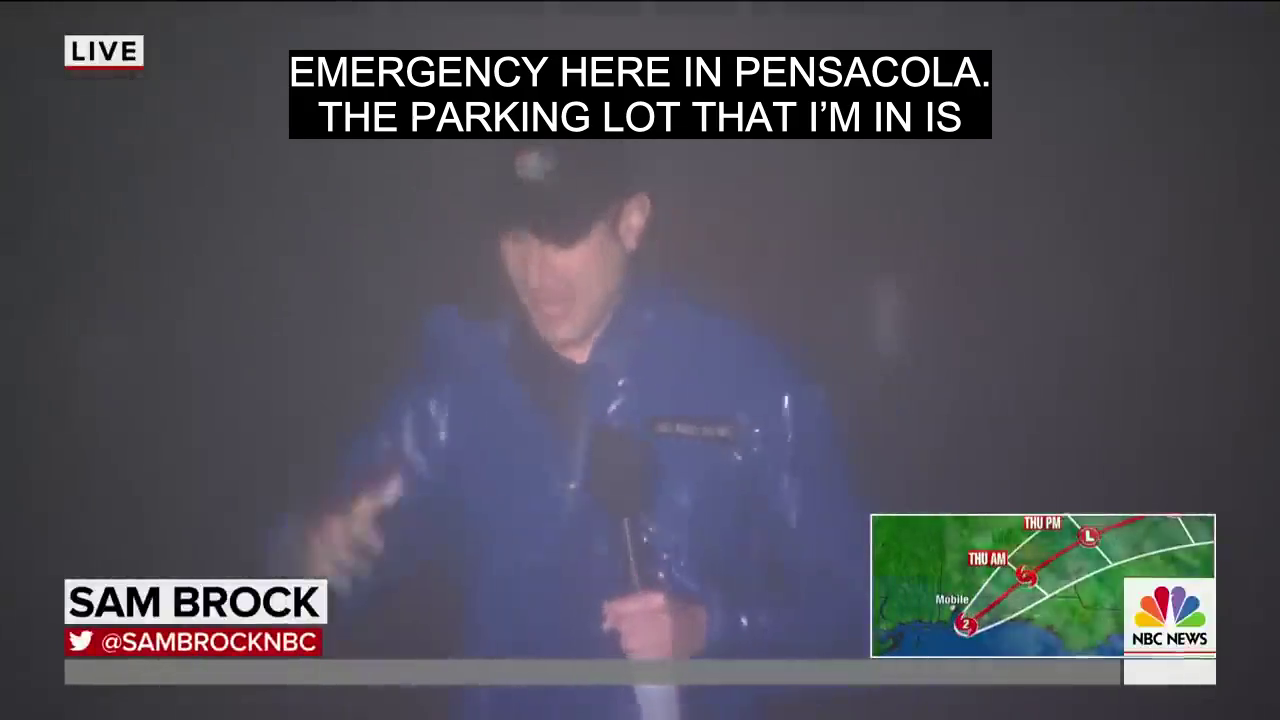 LIVE
EMERGENCY HERE IN PENSACOLA.
THE PARKING LOT THAT I'M IN IS
THU PM
THU AM
Mobile
L
2
SAM BROCK
@SAMBROCKNBC
NBC NEWS